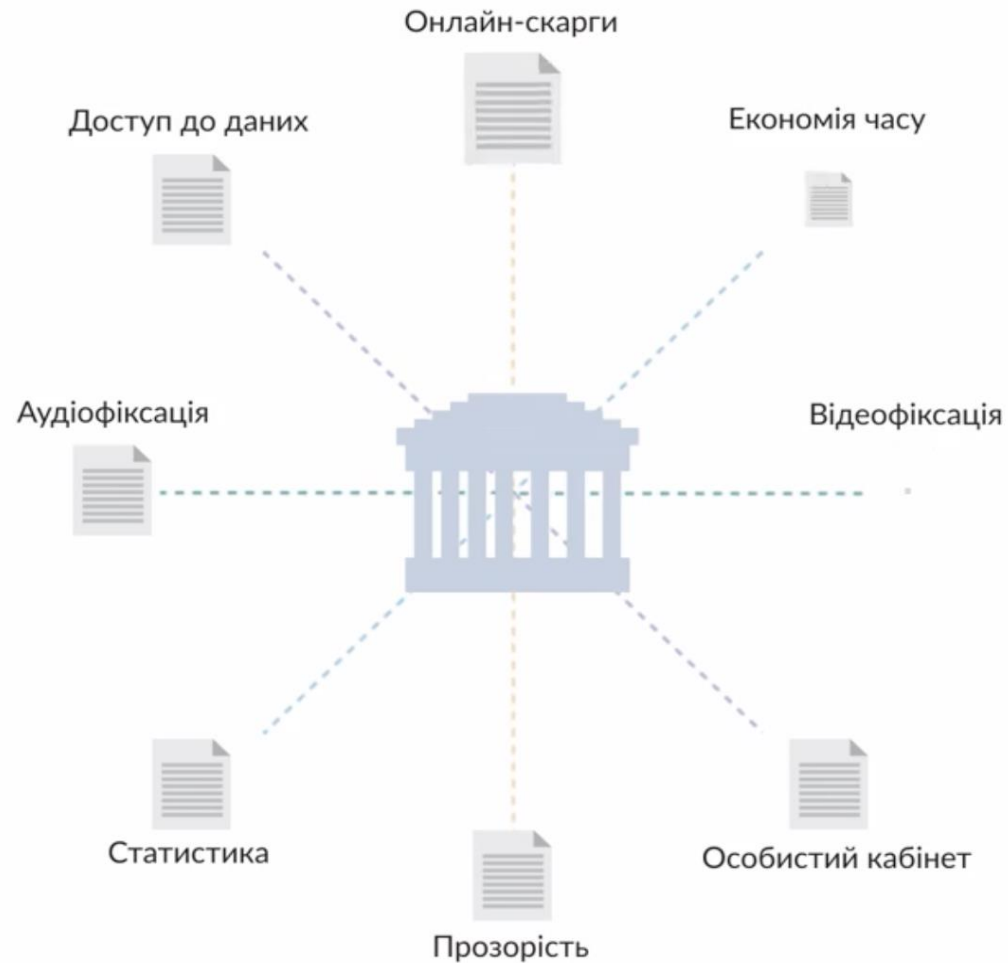 Онлайн-скарги
Доступ до даних
Економія часу
Аудіофіксація
Відеофіксація
Статистика
Особистий кабінет
Прозорість